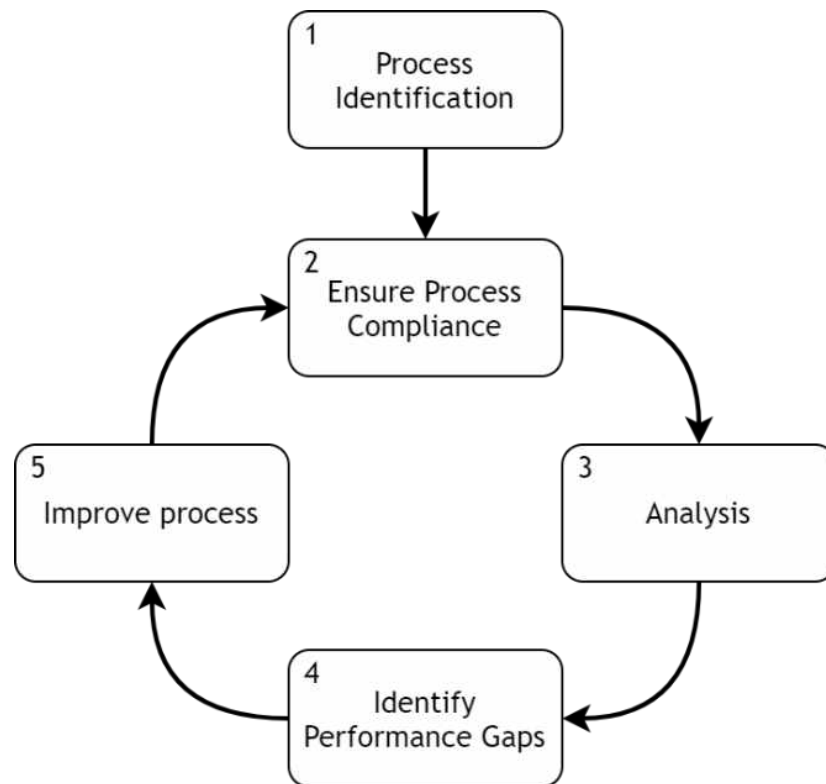 1
Process
Identification
2
Ensure Process
Compliance
3
Analysis
4
Identify
Performance Gaps
5
Improve process